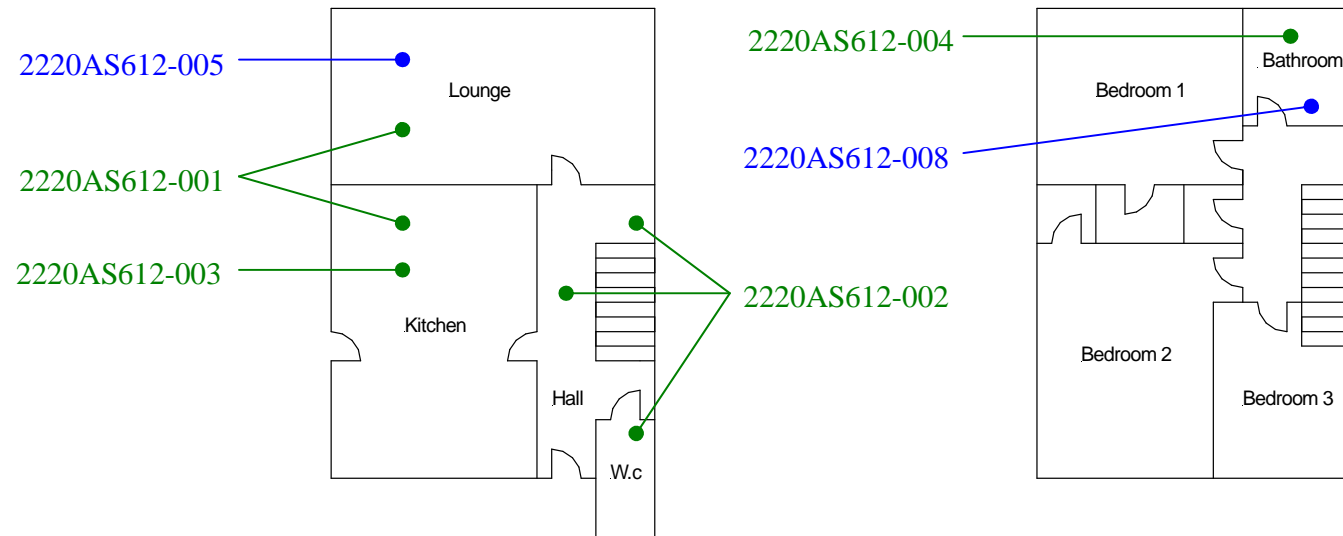 2220AS612-005
Lounge
2220AS612-001
2220AS612-003
Kitchen
2220AS612-002
Hall
W.c
2220AS612-004
Bathroom
Bedroom 1
2220AS612-008
Bedroom 2
Bedroom 3